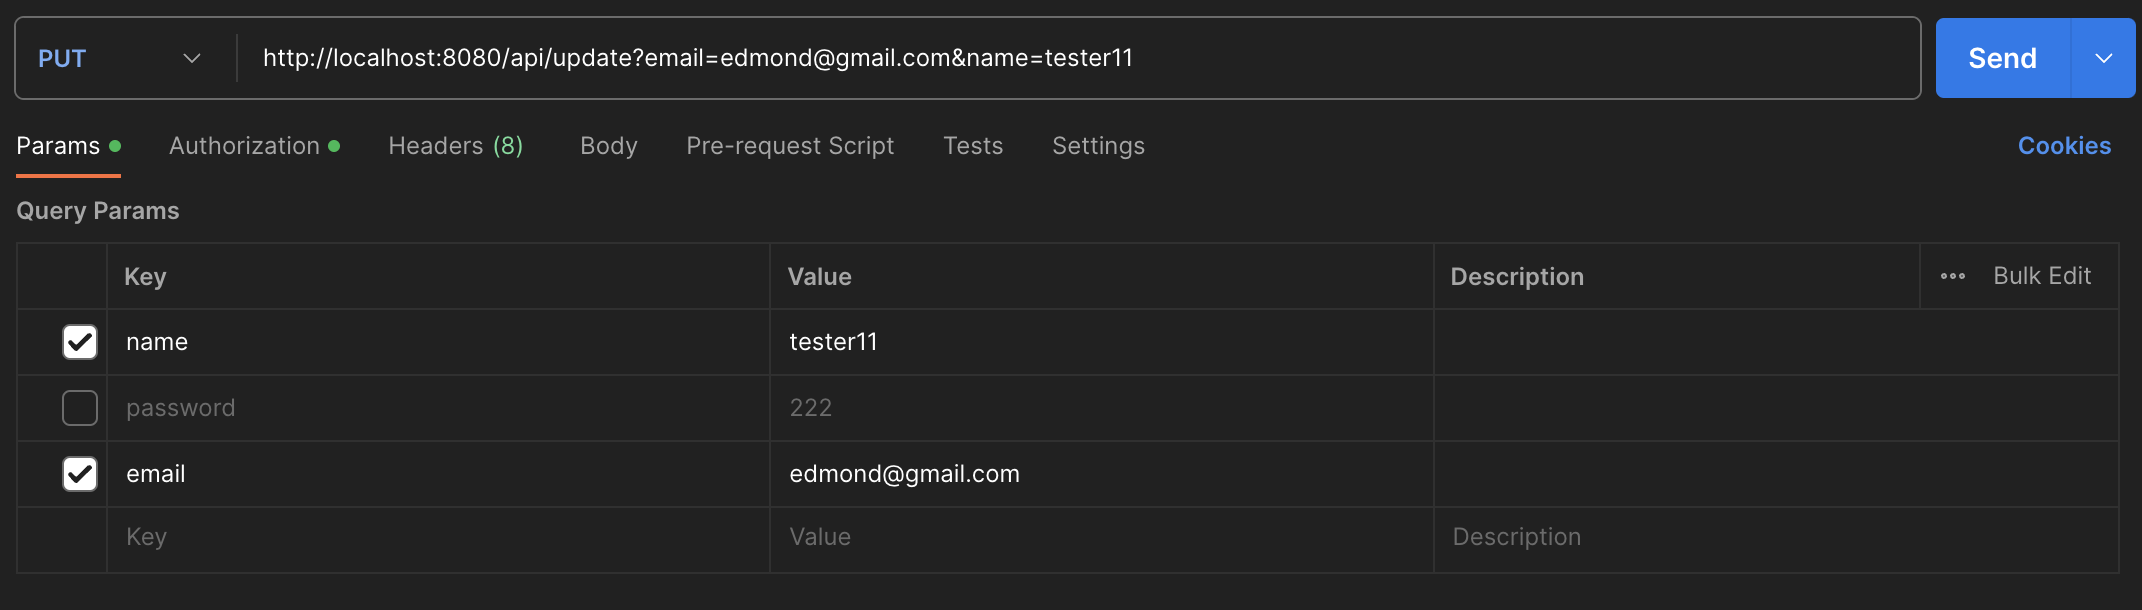 PUT http://localhost:8080/api/update?email=edmond@gmail.com&name=tester11 Send
Params Authorization Headers (8) Body Pre-request Script Tests Settings Cookies
Query Params
Key Value Description Bulk Edit
name tester11
password 222
email edmond@gmail.com
Key Value Description